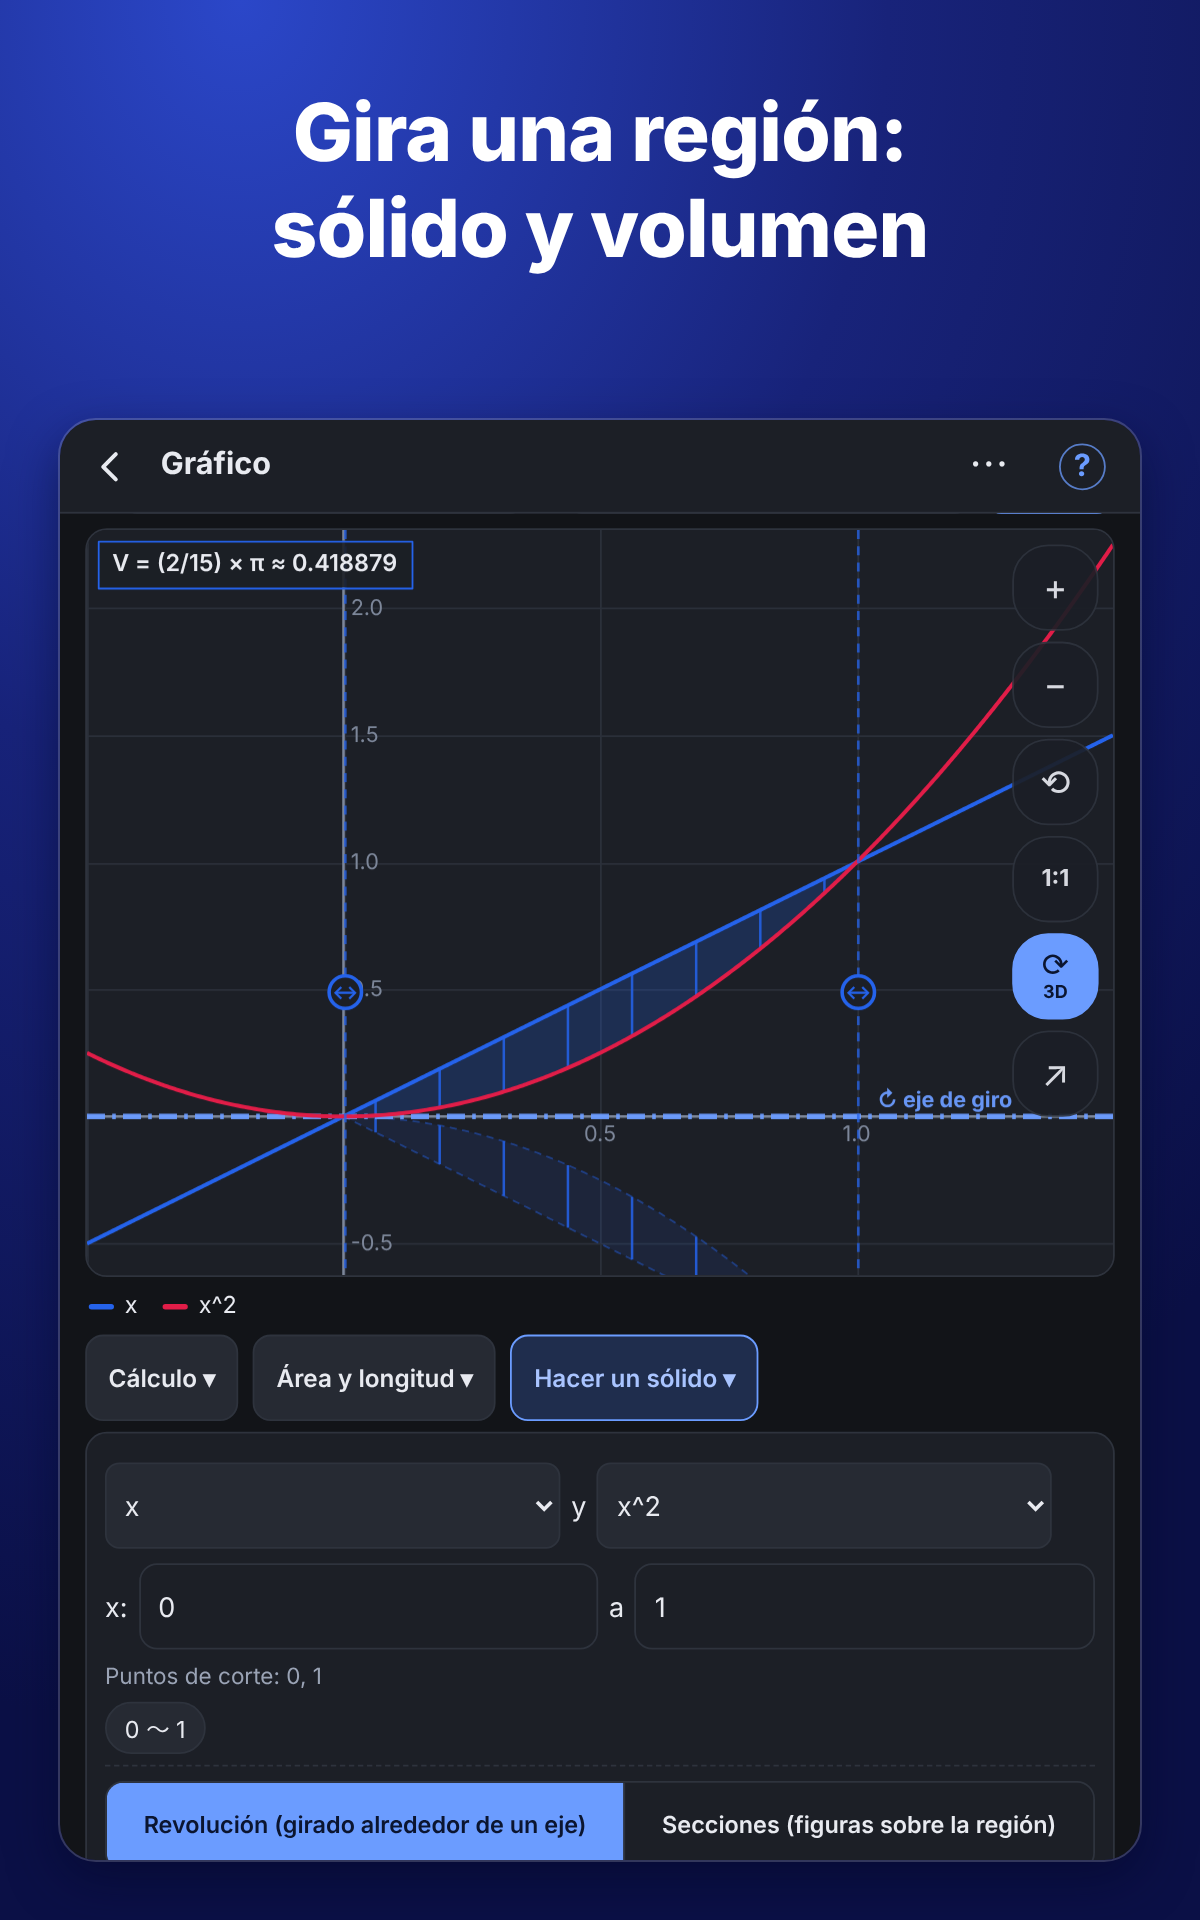 Gira una región:
sólido y volumen
Gráfico
?
V = (2/15) × π ≈ 0.418879
2.0
1.5
1.0
.5
-0.5
0.5
1.0
eje de giro
+
−
1:1
3D
x x^2
Cálculo ▾ Área y longitud ▾ Hacer un sólido ▾
x y x^2
x: 0 a 1
Puntos de corte: 0, 1
0 〜 1
Revolución (girado alrededor de un eje) Secciones (figuras sobre la región)